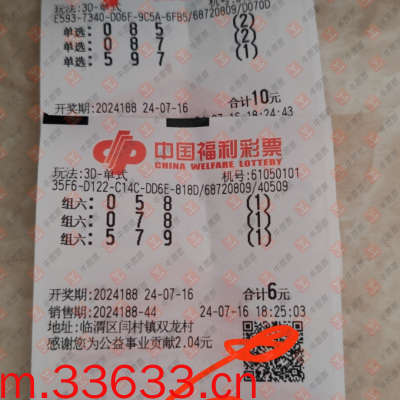 玩法:3D-单式
E593-7340-D06F-9C5A-6FB5/68720809/D070D
单选: 0 8 5 (2)
单选: 0 8 7 (2)
单选: 5 9 7 (1)
开奖期:2024188 24-07-16 合计10元
中国福利彩票
CHINA WELFARE LOTTERY
玩法:3D-单式 机号:61050101
35F6-D122-C14C-DD6E-818D/68720809/40509
组六: 0 5 8 (1)
组六: 0 7 8 (1)
组六: 5 7 9 (1)
开奖期:2024188 24-07-16 合计6元
销售期:2024188-44 24-07-16 18:25:03
地址:临渭区闫村镇双龙村
感谢您为公益事业贡献2.04元
m.33633.cn